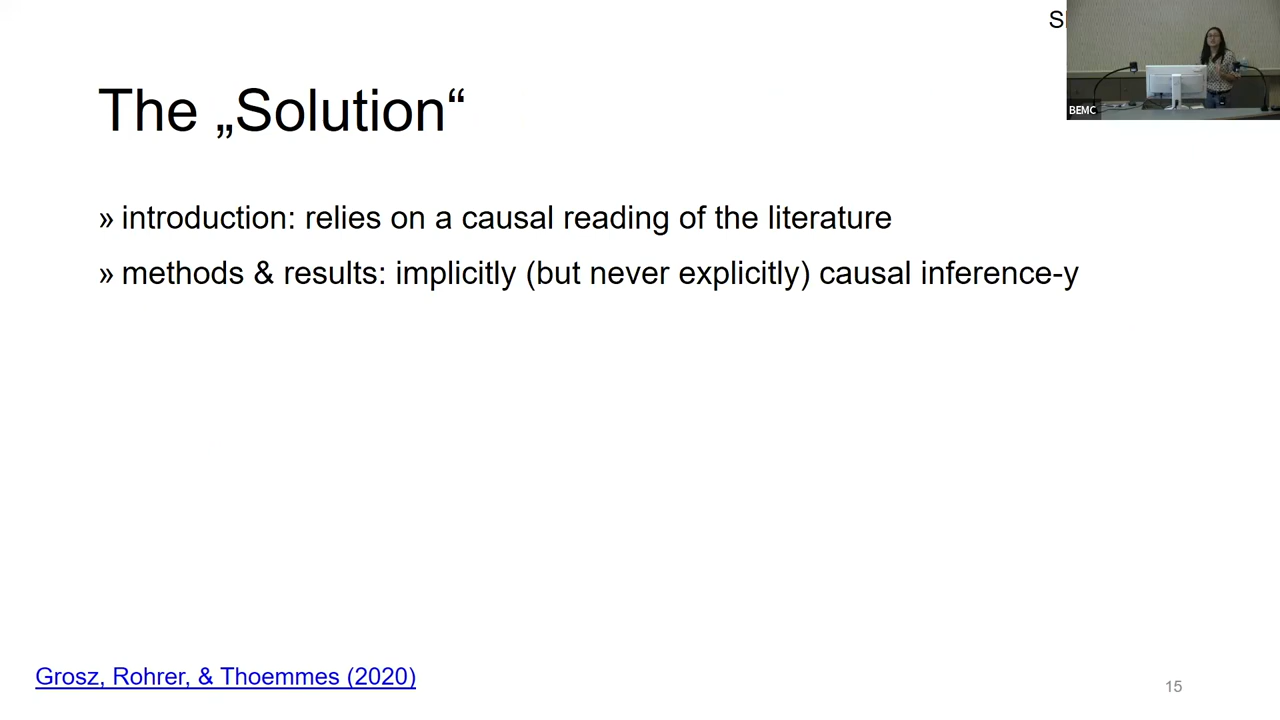 The „Solution“
» introduction: relies on a causal reading of the literature
» methods & results: implicitly (but never explicitly) causal inference-y
Grosz, Rohrer, & Thoemmes (2020)
15
BEMC